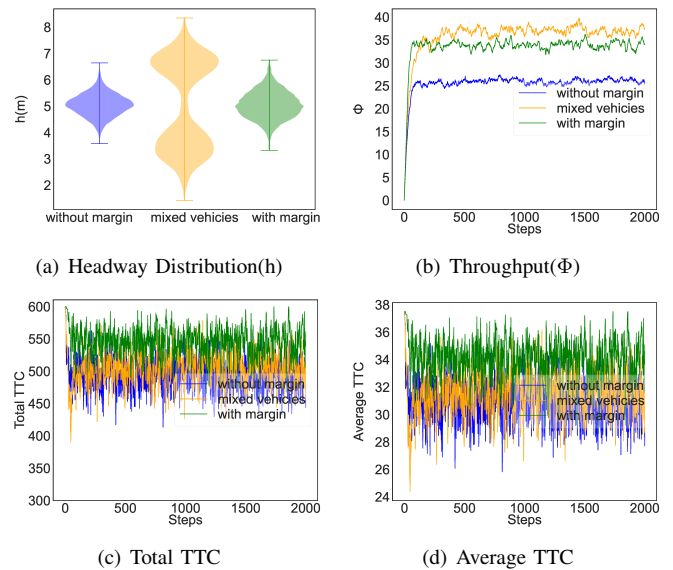 8
7
6
5
4
3
2
h(m)
without margin mixed vehicies with margin
(a) Headway Distribution(h)
40
35
30
25
20
15
10
5
0
Φ
without margin
mixed vehicies
with margin
0 500 1000 1500 2000
Steps
(b) Throughput(Φ)
600
550
500
450
400
350
300
Total TTC
without margin
mixed vehicies
with margin
0 500 1000 1500 2000
Steps
(c) Total TTC
38
36
34
32
30
28
26
24
Average TTC
without margin
mixed vehicies
with margin
0 500 1000 1500 2000
Steps
(d) Average TTC